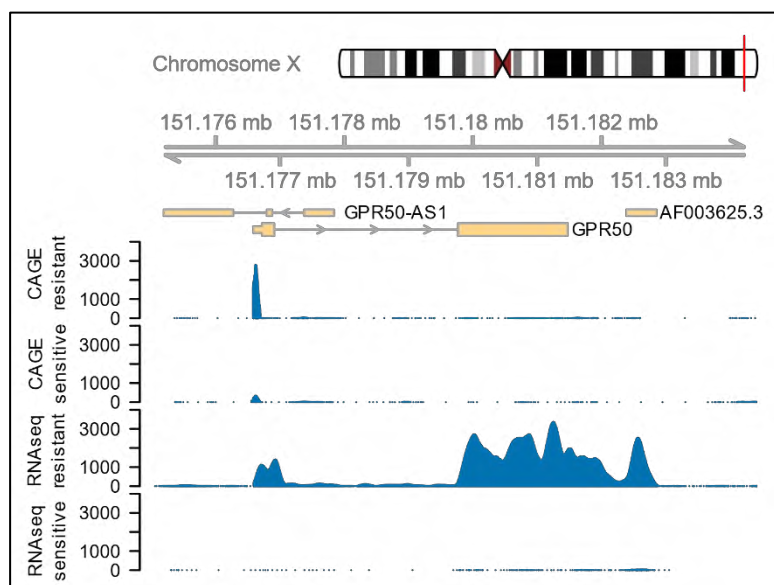 Chromosome X
151.176 mb 151.178 mb 151.18 mb 151.182 mb
151.177 mb 151.179 mb 151.181 mb 151.183 mb
GPR50-AS1 AF003625.3
GPR50
CAGE
resistant
3000
1000
0
CAGE
sensitive
3000
1000
0
RNAseq
resistant
3000
1000
0
RNAseq
sensitive
3000
1000
0